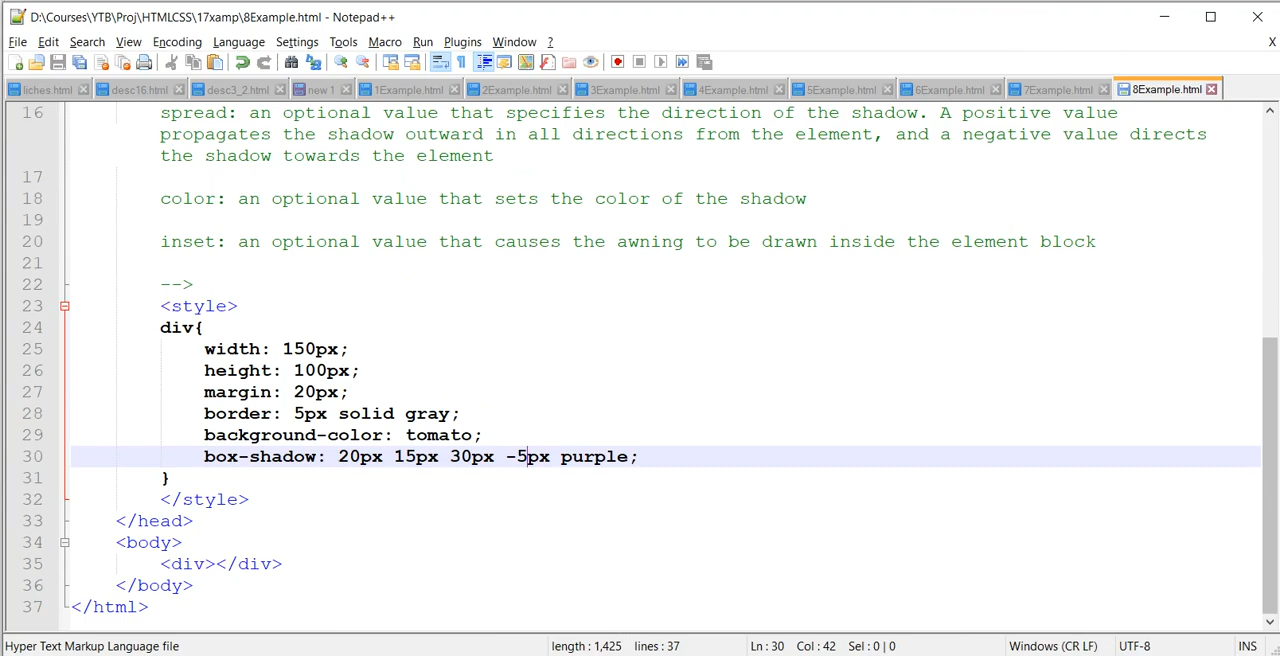 D:\Courses\YTB\Proj\HTMLCSS\17xamp\8Example.html - Notepad++
File Edit Search View Encoding Language Settings Tools Macro Run Plugins Window ? X
liches.html desc16.html desc3_2.html new 1 1Example.html 2Example.html 3Example.html 4Example.html 5Example.html 6Example.html 7Example.html 8Example.html
16 spread: an optional value that specifies the direction of the shadow. A positive value
propagates the shadow outward in all directions from the element, and a negative value directs
the shadow towards the element
17
18 color: an optional value that sets the color of the shadow
19
20 inset: an optional value that causes the awning to be drawn inside the element block
21
22 -->
23 <style>
24 div{
25 width: 150px;
26 height: 100px;
27 margin: 20px;
28 border: 5px solid gray;
29 background-color: tomato;
30 box-shadow: 20px 15px 30px -5px purple;
31 }
32 </style>
33 </head>
34 <body>
35 <div></div>
36 </body>
37 </html>
Hyper Text Markup Language file length : 1,425 lines : 37 Ln : 30 Col : 42 Sel : 0 | 0 Windows (CR LF) UTF-8 INS